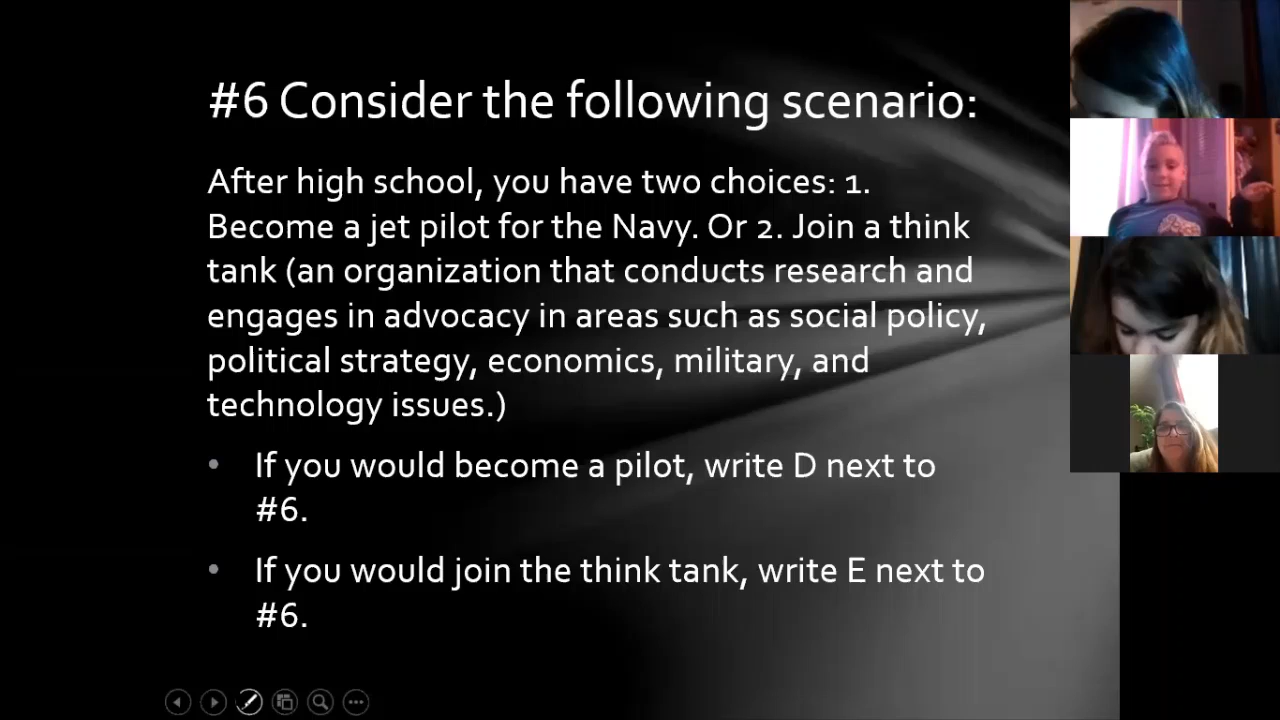 #6 Consider the following scenario:
After high school, you have two choices: 1.
Become a jet pilot for the Navy. Or 2. Join a think
tank (an organization that conducts research and
engages in advocacy in areas such as social policy,
political strategy, economics, military, and
technology issues.)
• If you would become a pilot, write D next to
#6.
• If you would join the think tank, write E next to
#6.